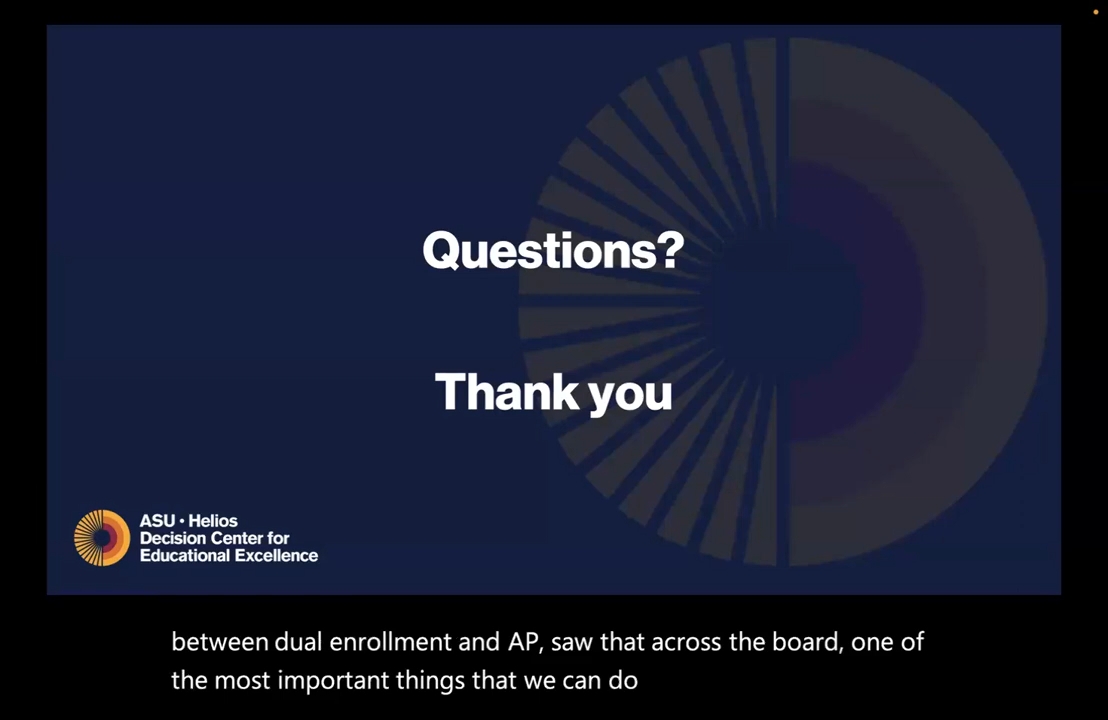 Questions?
Thank you
ASU • Helios
Decision Center for
Educational Excellence
between dual enrollment and AP, saw that across the board, one of
the most important things that we can do